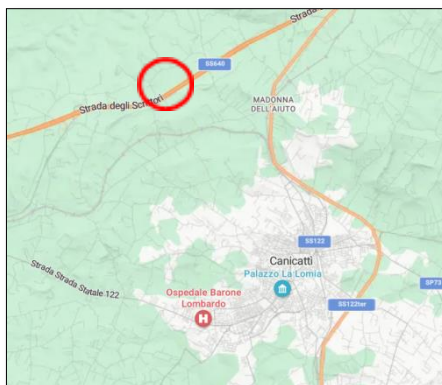 Strada
SS640
Strada degli Scrittori
MADONNA
DELL'AIUTO
SS122
Canicattì
Palazzo La Lomia
Strada Strada Statale 122
Ospedale Barone
Lombardo
H
SP73
SS122ter